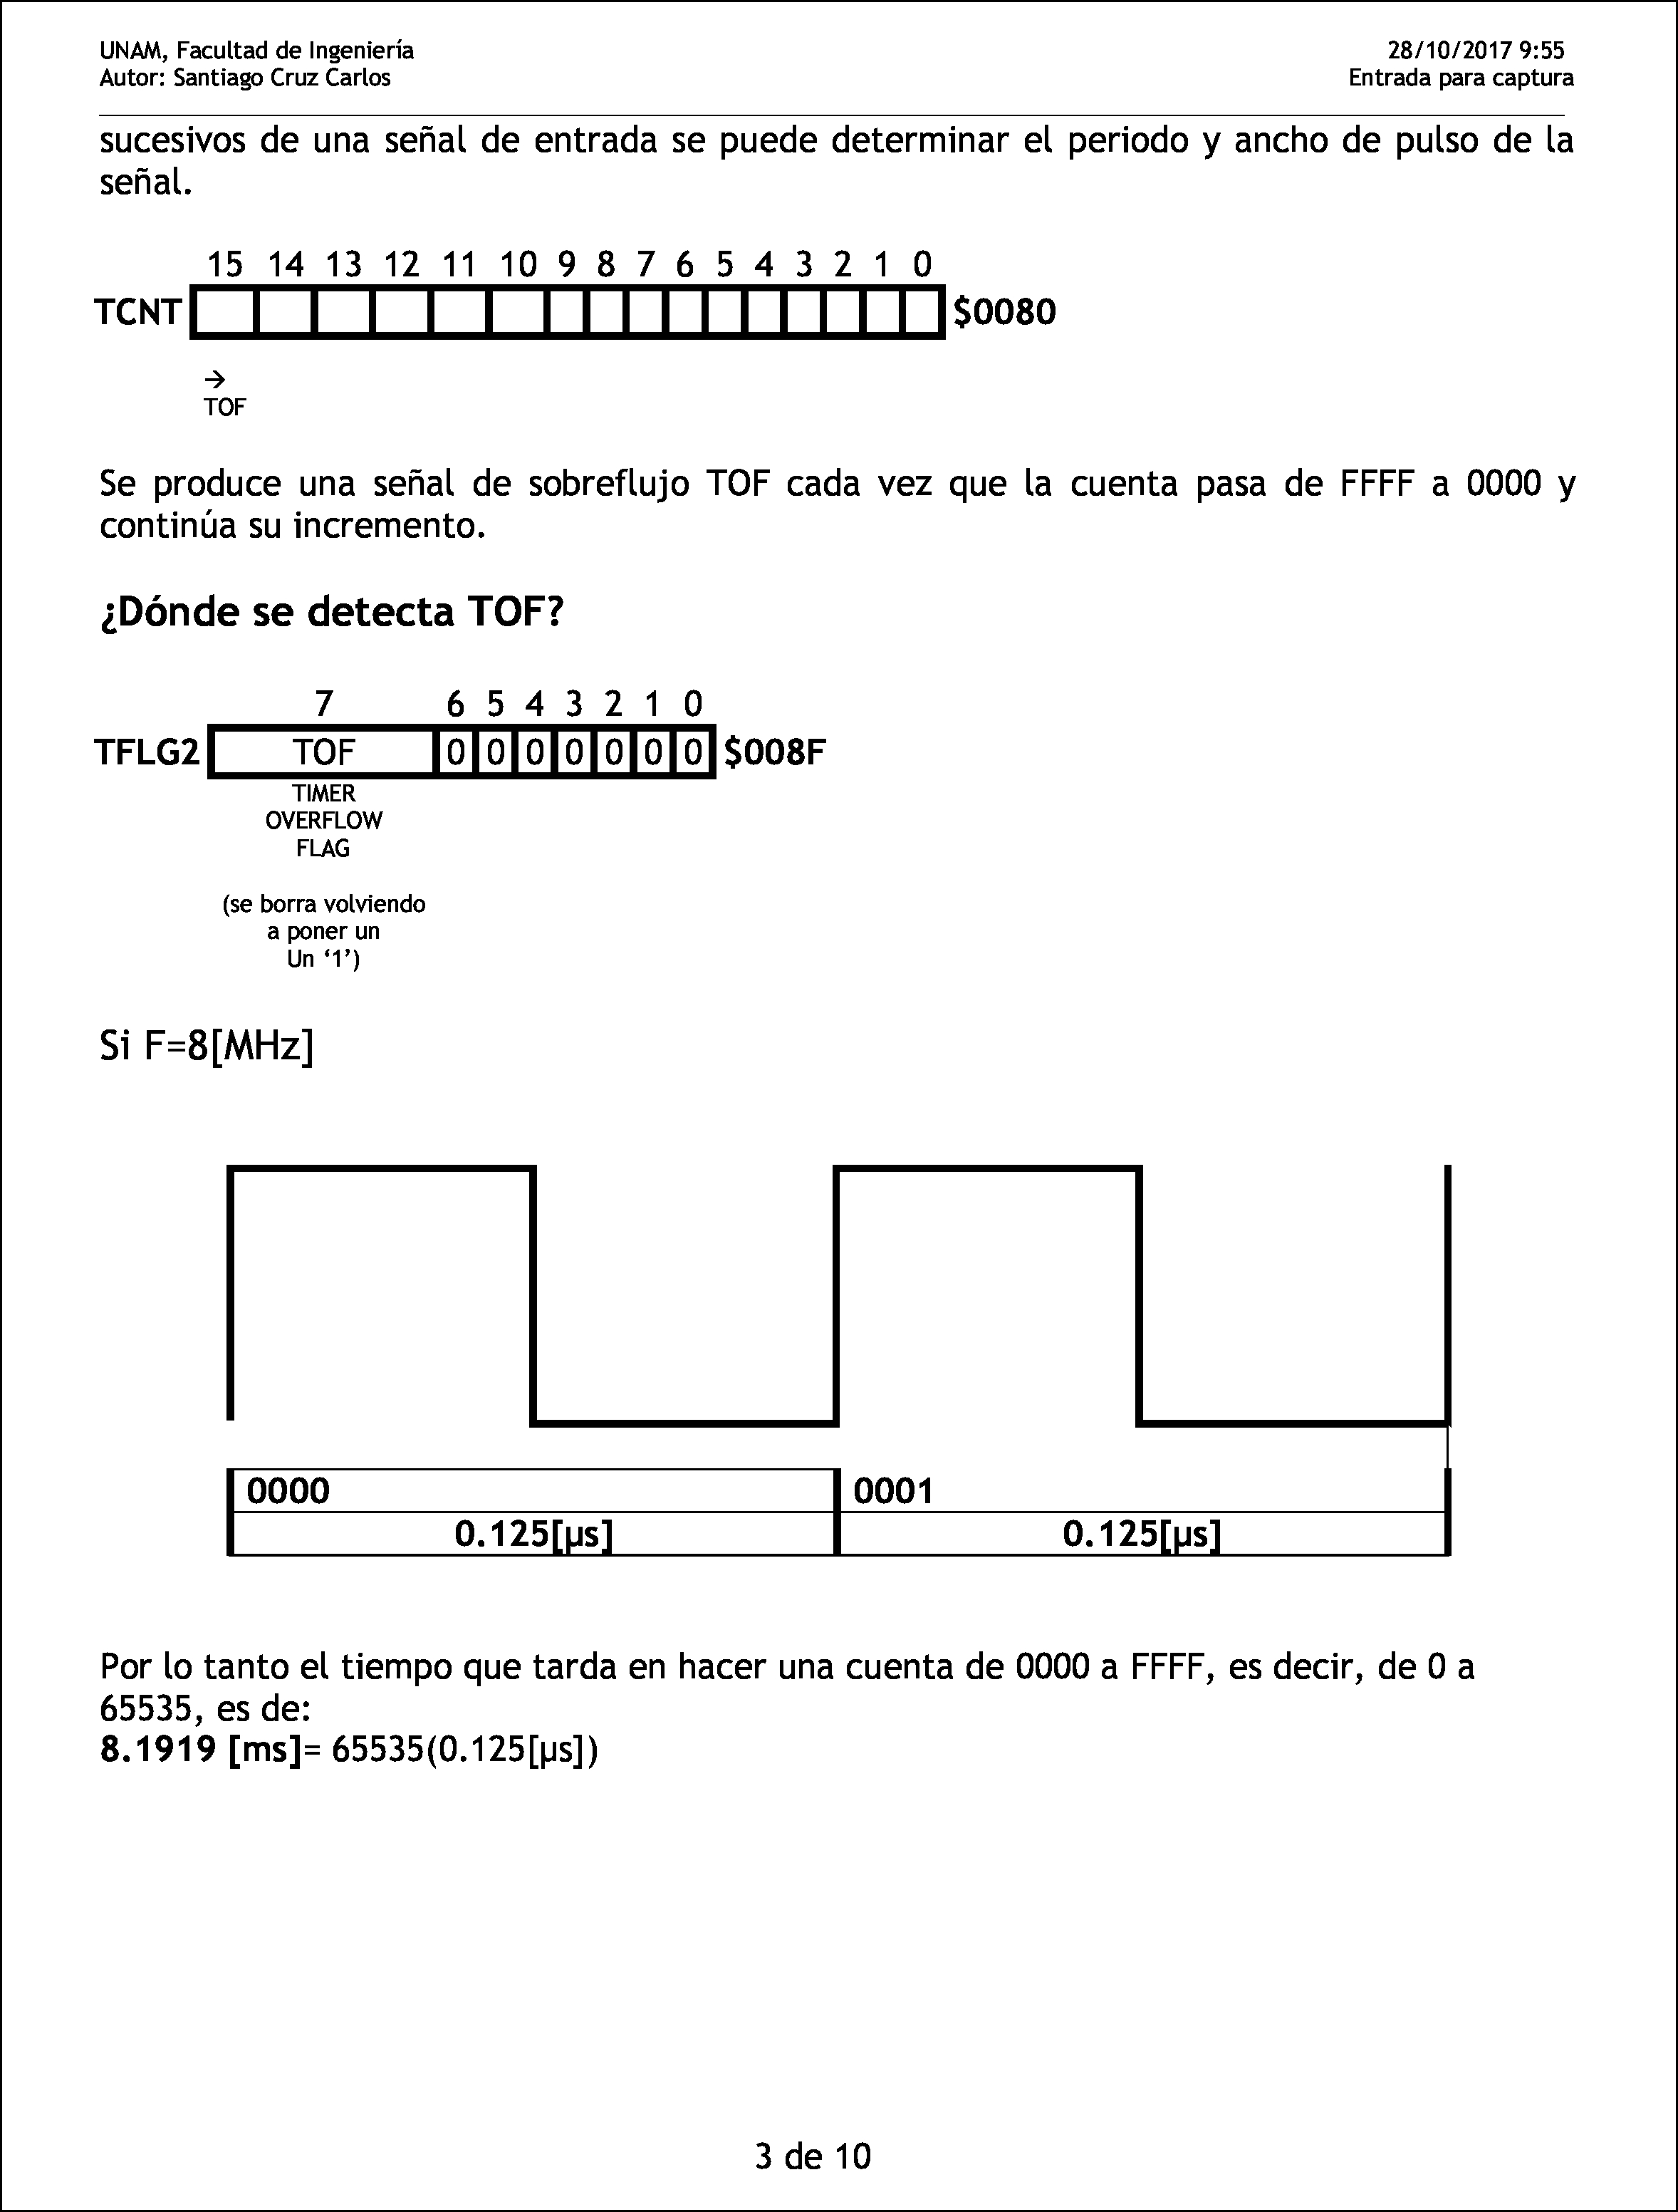 UNAM, Facultad de Ingeniería
28/10/2017 9:55
Autor: Santiago Cruz Carlos
Entrada para captura
sucesivos de una señal de entrada se puede determinar el periodo y ancho de pulso de la
señal.
15 14 13 12 11 10 9 8 7 6 5 4 3 2 1 0
TCNT $0080
→
TOF
Se produce una señal de sobreflujo TOF cada vez que la cuenta pasa de FFFF a 0000 y
continúa su incremento.
¿Dónde se detecta TOF?
7 6 5 4 3 2 1 0
TFLG2 TOF 0 0 0 0 0 0 0 $008F
TIMER
OVERFLOW
FLAG
(se borra volviendo
a poner un
Un ‘1’)
Si F=8[MHz]
0000 0001
0.125[µs] 0.125[µs]
Por lo tanto el tiempo que tarda en hacer una cuenta de 0000 a FFFF, es decir, de 0 a
65535, es de:
8.1919 [ms]= 65535(0.125[µs])
3 de 10